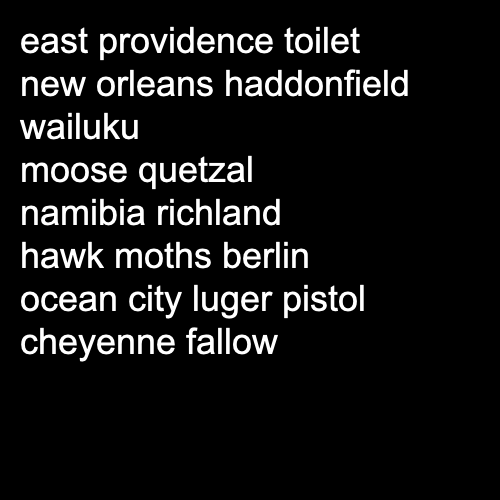 east providence toilet
new orleans haddonfield
wailuku
moose quetzal
namibia richland
hawk moths berlin
ocean city luger pistol
cheyenne fallow